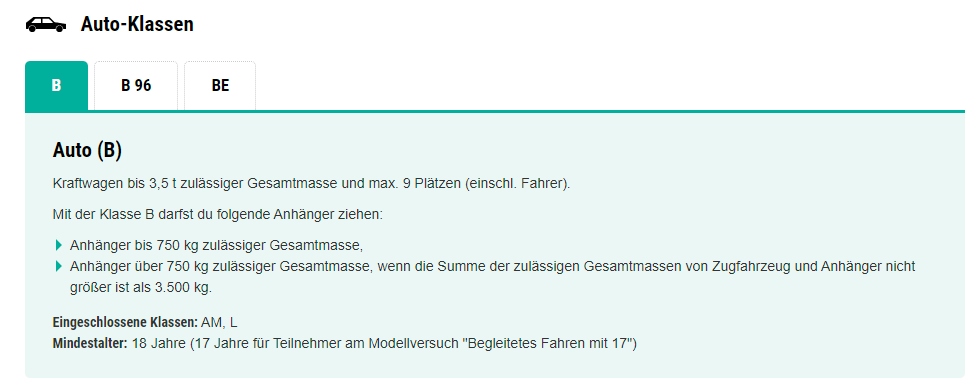 Auto-Klassen
B
B 96
BE
Auto (B)
Kraftwagen bis 3,5 t zulässiger Gesamtmasse und max. 9 Plätzen (einschl. Fahrer).
Mit der Klasse B darfst du folgende Anhänger ziehen:
Anhänger bis 750 kg zulässiger Gesamtmasse,
Anhänger über 750 kg zulässiger Gesamtmasse, wenn die Summe der zulässigen Gesamtmassen von Zugfahrzeug und Anhänger nicht
größer ist als 3.500 kg.
Eingeschlossene Klassen: AM, L
Mindestalter: 18 Jahre (17 Jahre für Teilnehmer am Modellversuch "Begleitetes Fahren mit 17")